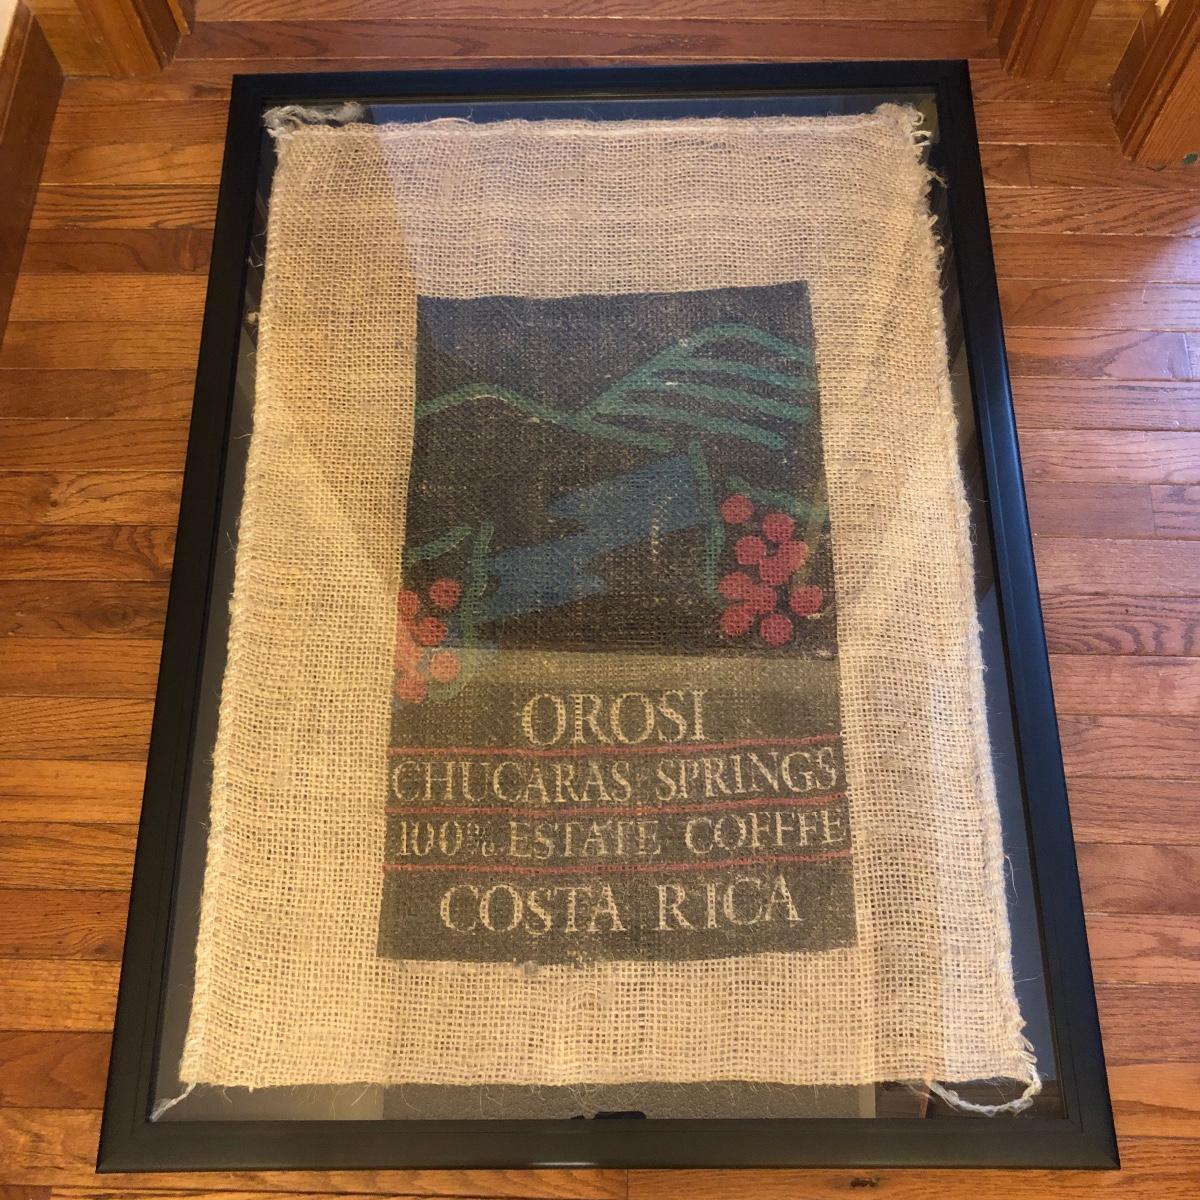 OROSI
CHUCARAS SPRINGS
100% ESTATE COFFEE
COSTA RICA